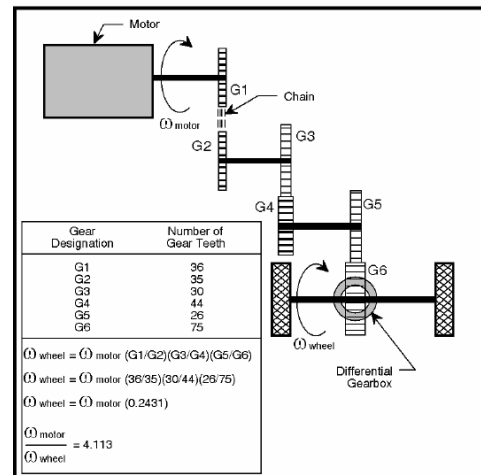 Motor
G1
Chain
ω motor
G2
G3
G4
G5
G6
ω wheel
Differential
Gearbox
Gear Designation Number of Gear Teeth
G1 36
G2 35
G3 30
G4 44
G5 26
G6 75
ω wheel = ω motor (G1/G2)(G3/G4)(G5/G6)
ω wheel = ω motor (36/35)(30/44)(26/75)
ω wheel = ω motor (0.2431)
ω motor
ω wheel = 4.113